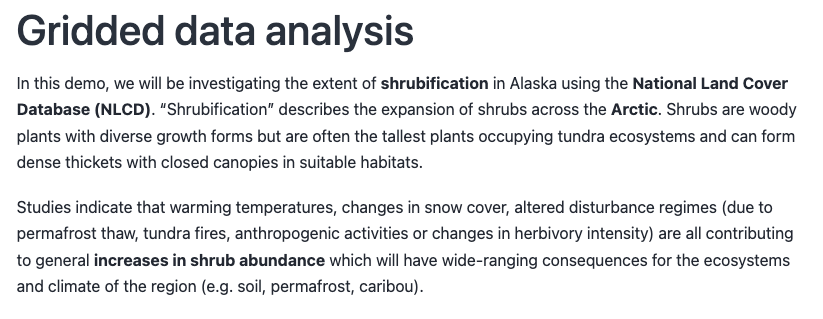 Gridded data analysis
In this demo, we will be investigating the extent of shrubification in Alaska using the National Land Cover
Database (NLCD). “Shrubification” describes the expansion of shrubs across the Arctic. Shrubs are woody
plants with diverse growth forms but are often the tallest plants occupying tundra ecosystems and can form
dense thickets with closed canopies in suitable habitats.
Studies indicate that warming temperatures, changes in snow cover, altered disturbance regimes (due to
permafrost thaw, tundra fires, anthropogenic activities or changes in herbivory intensity) are all contributing
to general increases in shrub abundance which will have wide-ranging consequences for the ecosystems
and climate of the region (e.g. soil, permafrost, caribou).